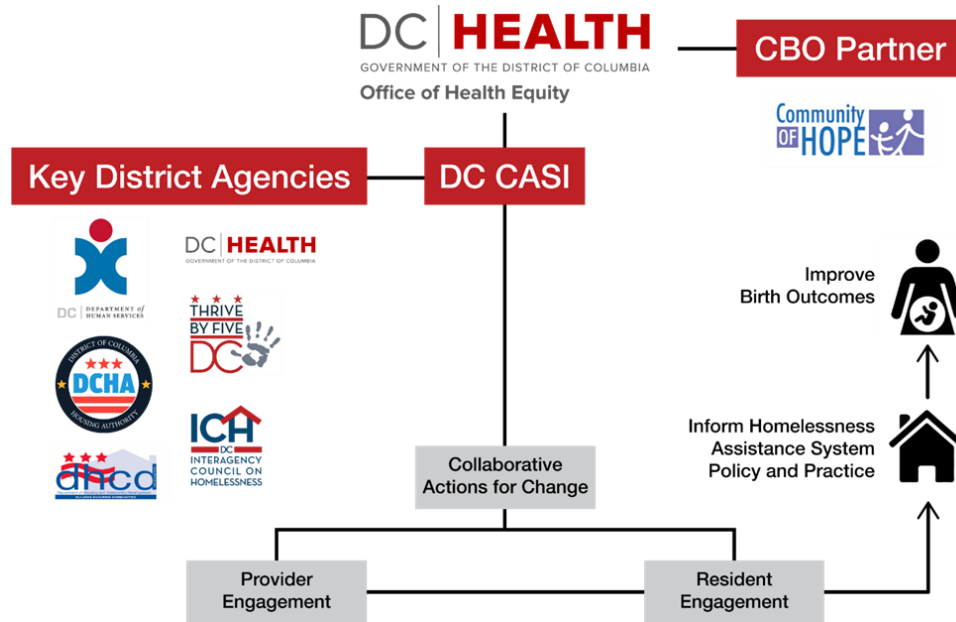 DC | HEALTH
GOVERNMENT OF THE DISTRICT OF COLUMBIA
Office of Health Equity
CBO Partner
Community
OF HOPE
Key District Agencies
DC CASI
DC | DEPARTMENT of
HUMAN SERVICES
DC | HEALTH
GOVERNMENT OF THE DISTRICT OF COLUMBIA
THRIVE
BY FIVE
DC
DISTRICT OF COLUMBIA
DCHA
HOUSING AUTHORITY
ICH
DC
INTERAGENCY
COUNCIL ON
HOMELESSNESS
dhcd
Improve
Birth Outcomes
Inform Homelessness
Assistance System
Policy and Practice
Collaborative
Actions for Change
Provider
Engagement
Resident
Engagement